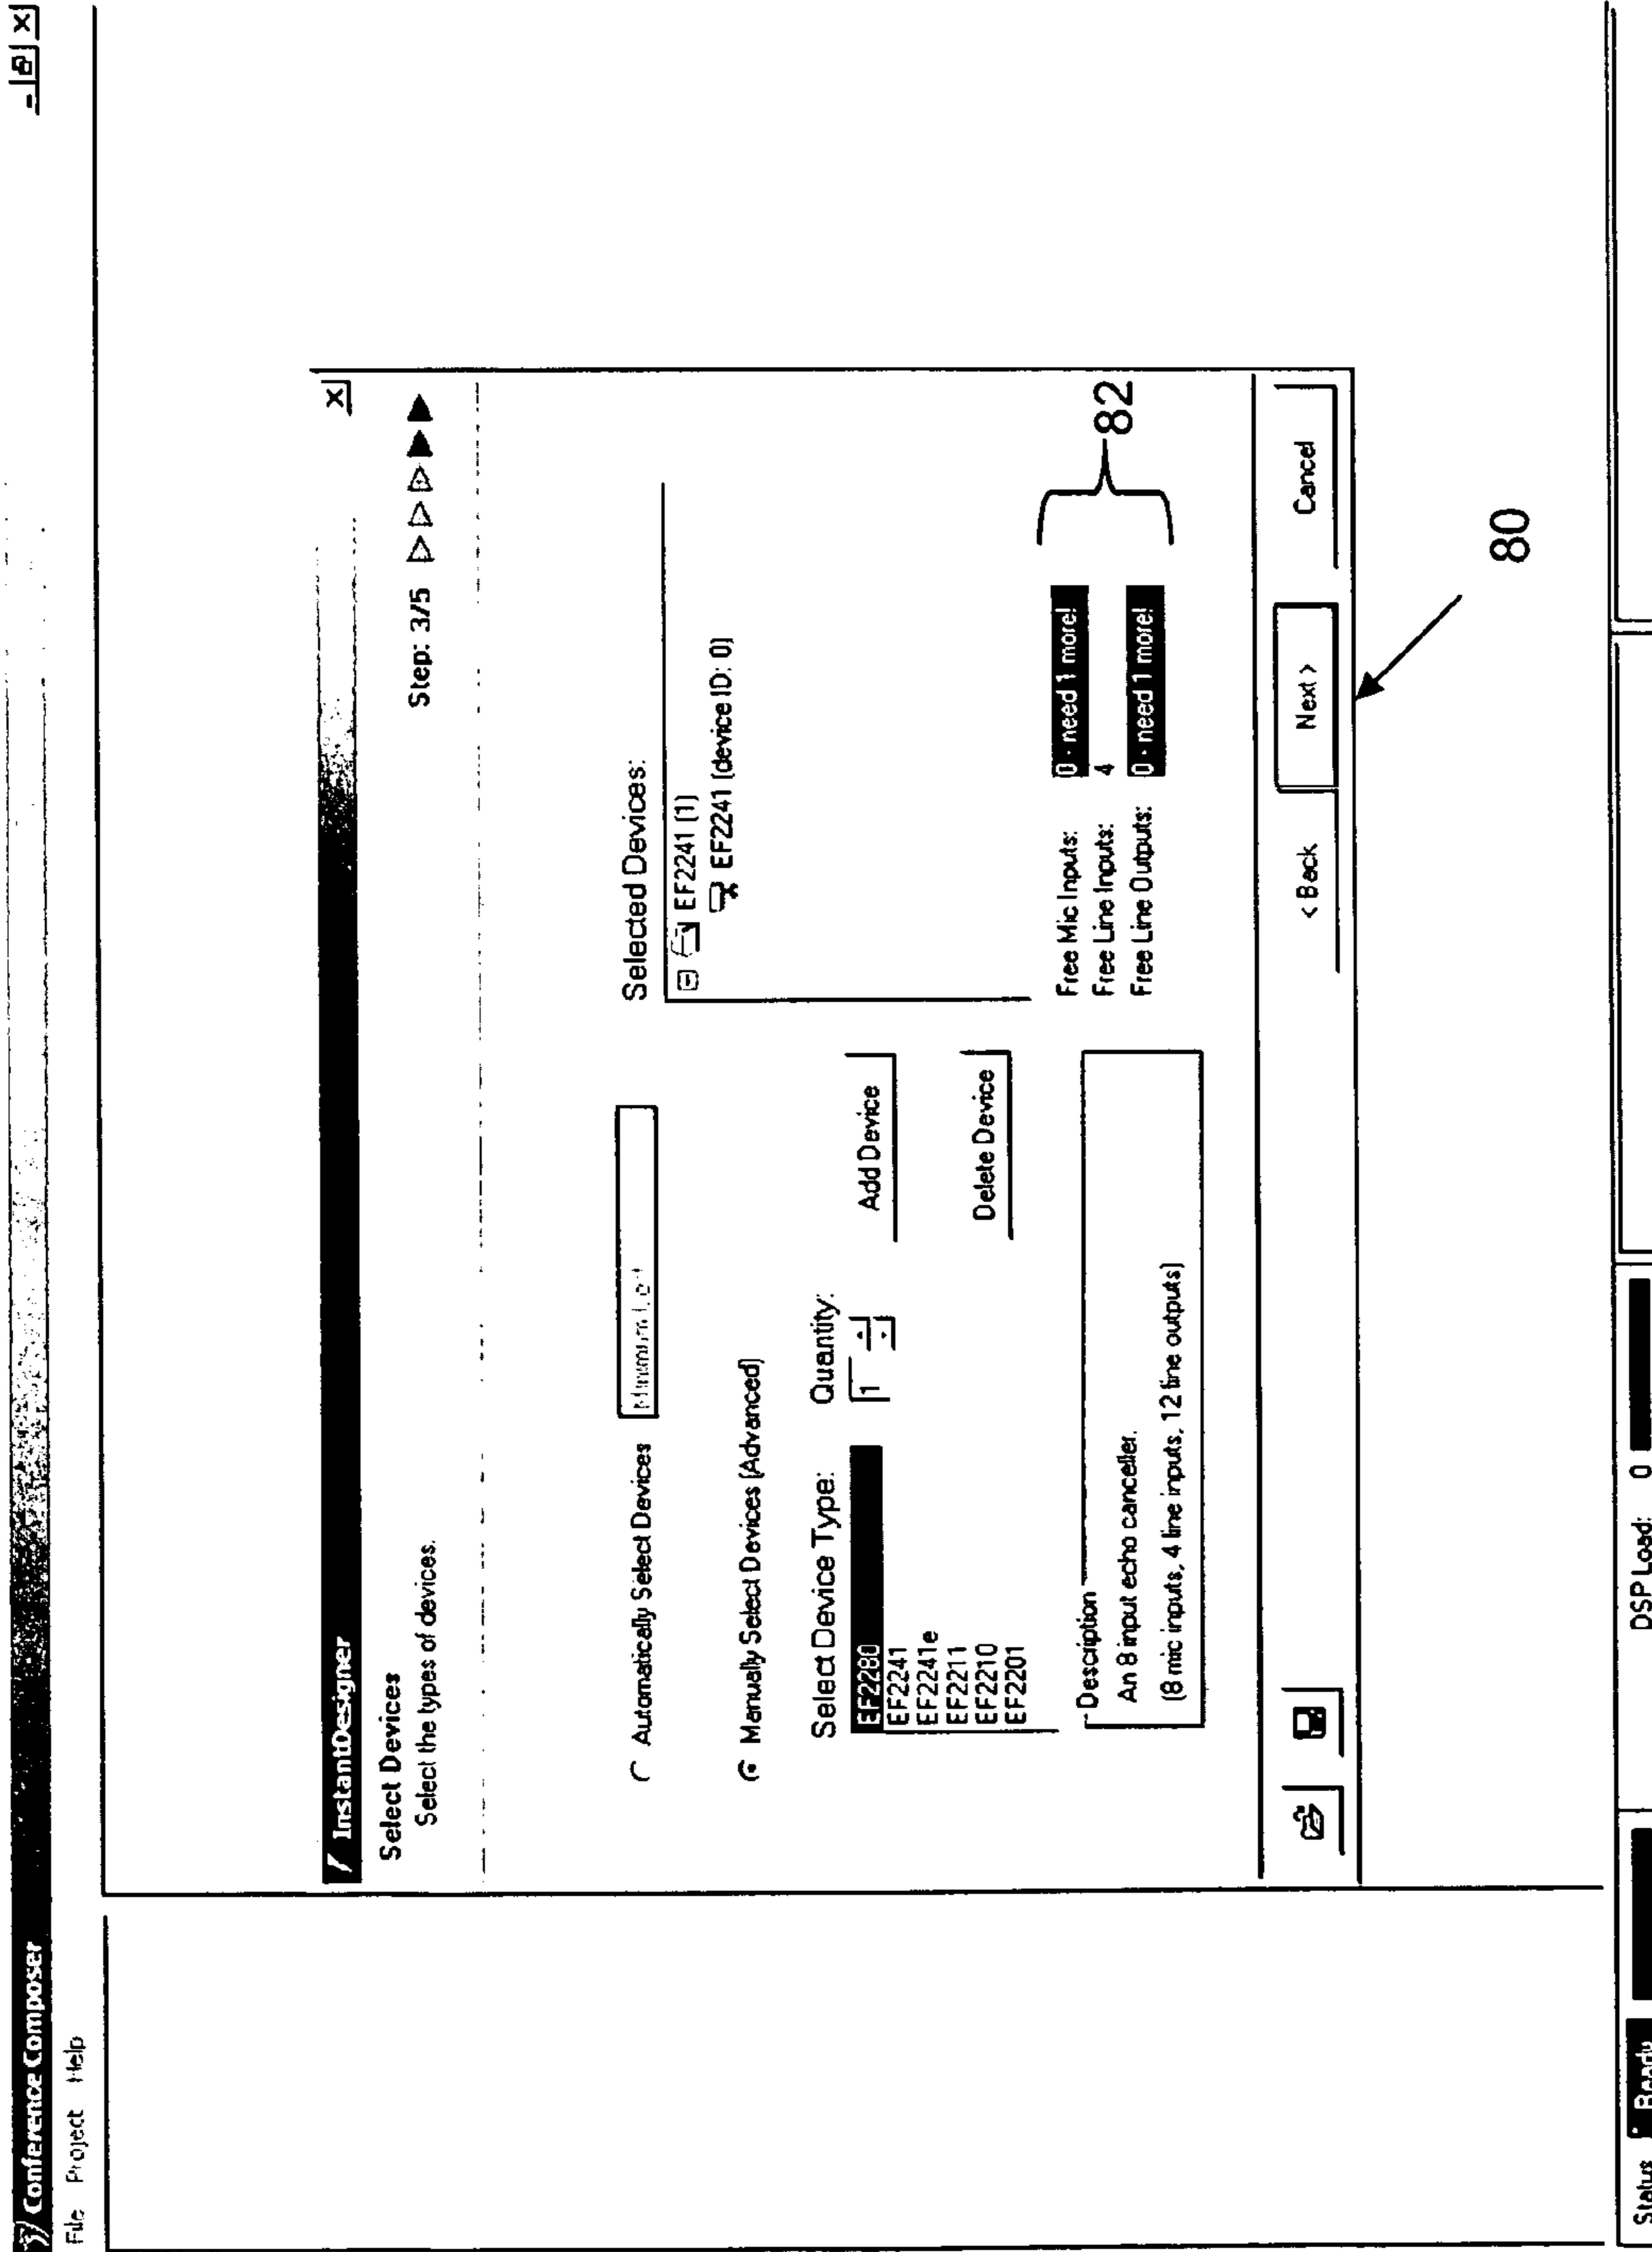 Conference Composer
File Project Help
InstantDesigner
Select Devices
Select the types of devices.
Step: 3/5
Automatically Select Devices
Minimum
Manually Select Devices (Advanced)
Select Device Type:
Quantity:
EF2280
EF2241
EF2241e
EF2211
EF2210
EF2201
1
Add Device
Delete Device
Description
An 8 input echo canceller.
(8 mic inputs, 4 line inputs, 12 line outputs)
Selected Devices:
EF2241 (1)
EF2241 (device ID: 0)
Free Mic Inputs: 0 - need 1 more!
Free Line Inputs: 4
Free Line Outputs: 0 - need 1 more!
82
< Back
Next >
Cancel
80
Status Ready
DSP Load: 0